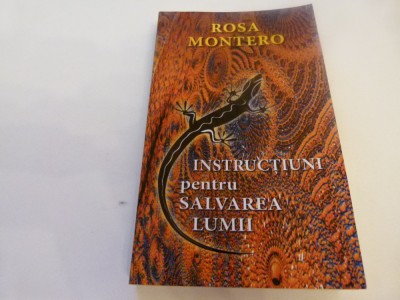 ROSA
MONTERO
INSTRUCȚIUNI
pentru
SALVAREA
LUMII